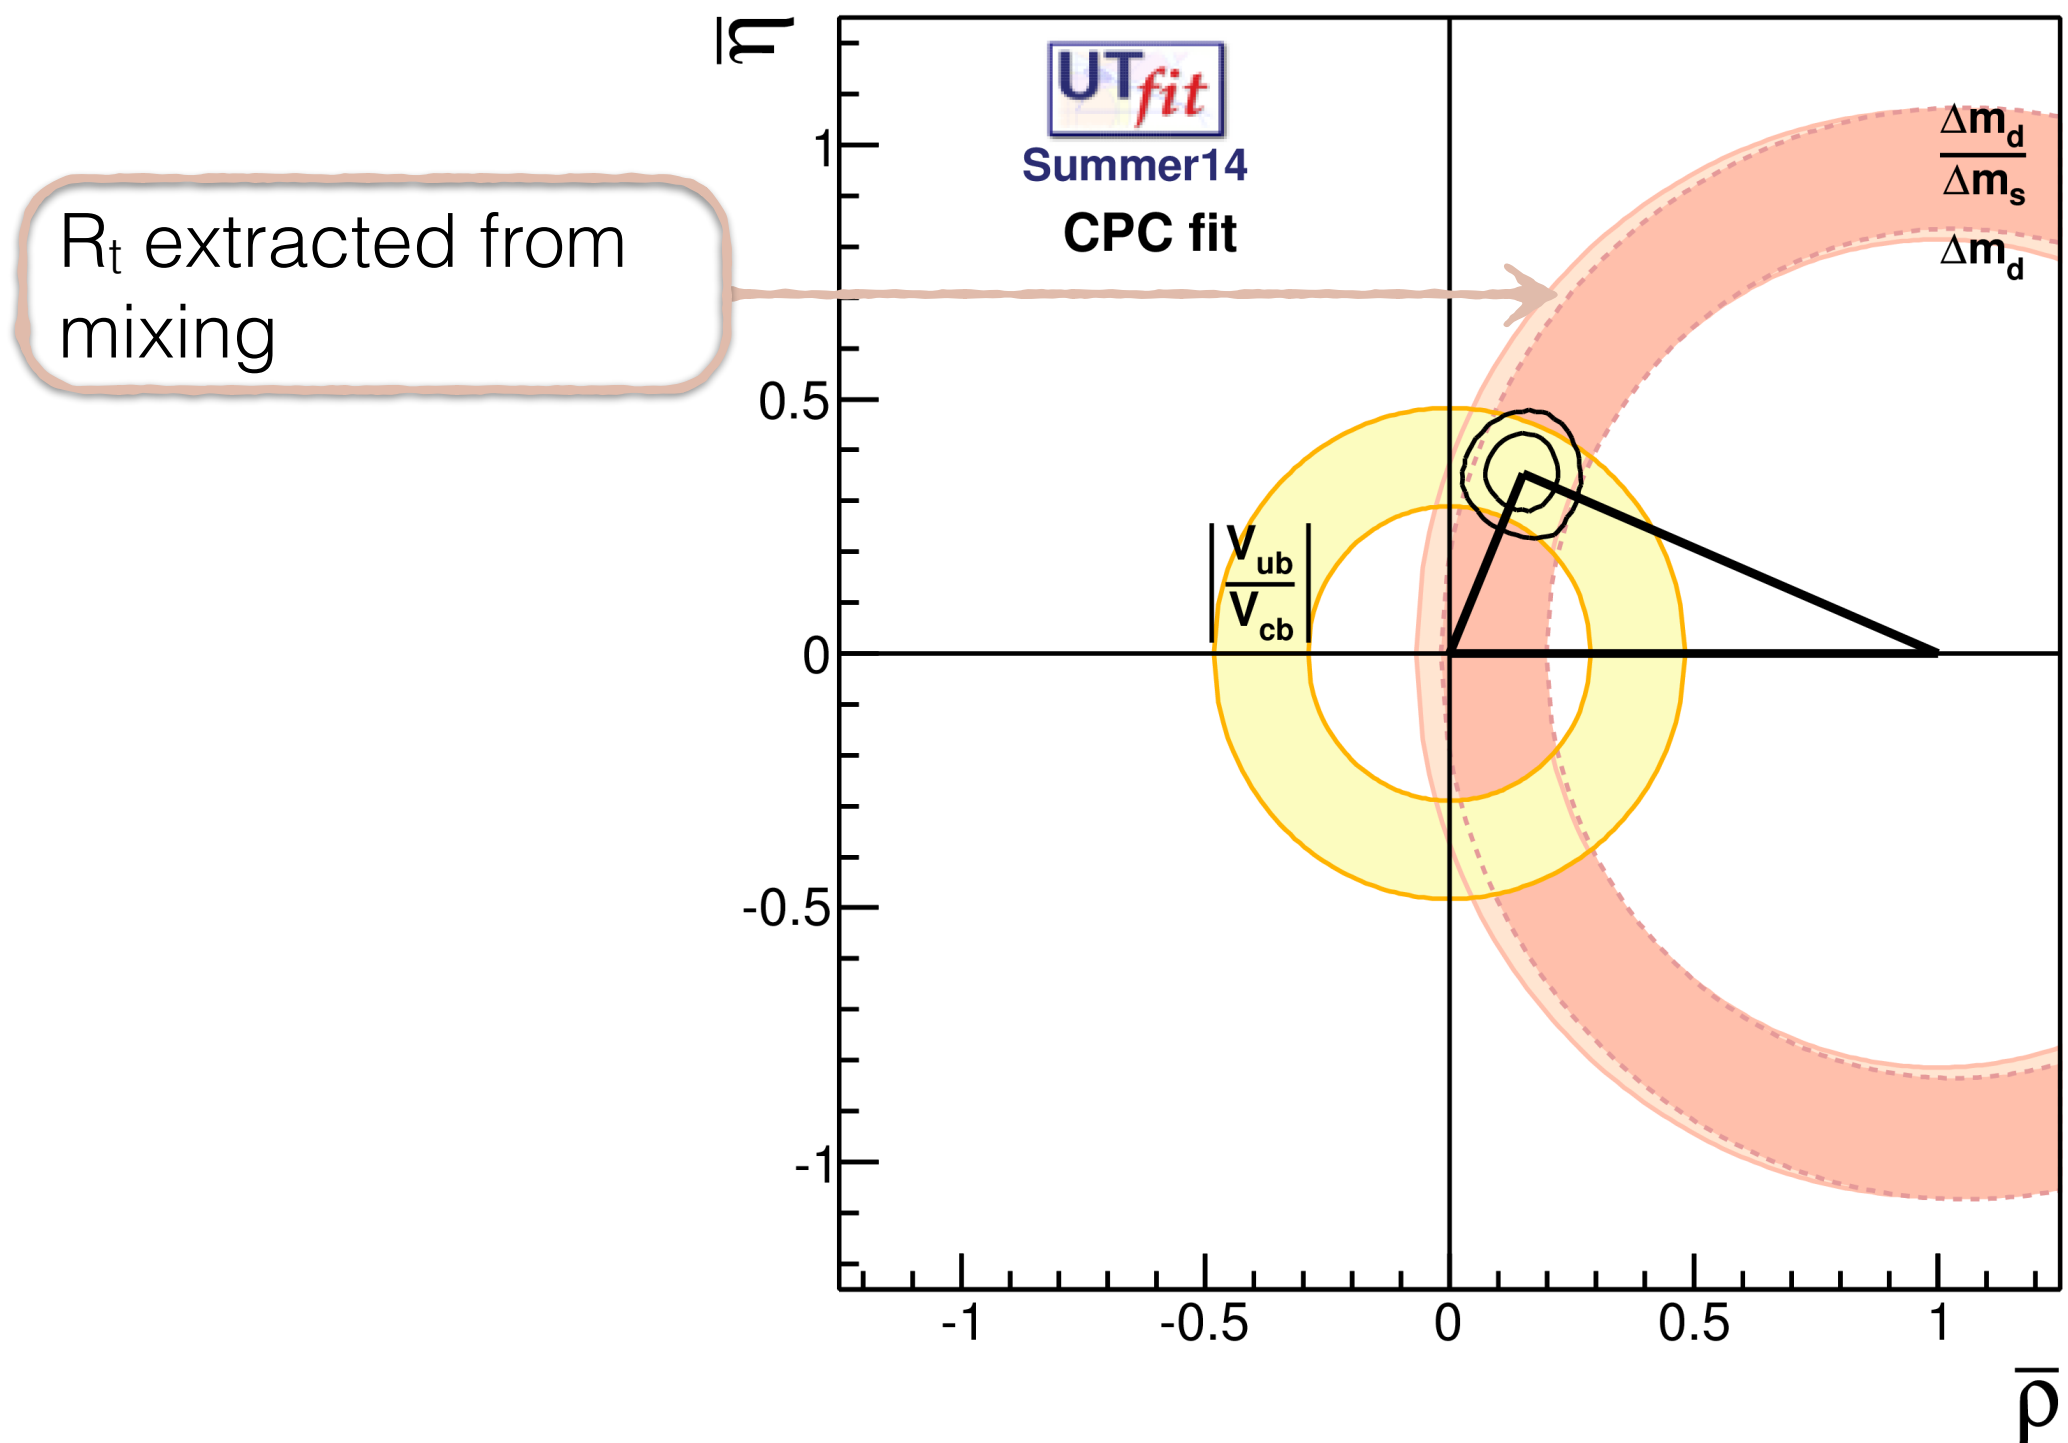 η̅
UTfit
Summer14
CPC fit
Rt extracted from
mixing
Δmd
Δms
Δmd
|Vub
Vcb|
1
0.5
0
-0.5
-1
-1
-0.5
0
0.5
1
ρ̅